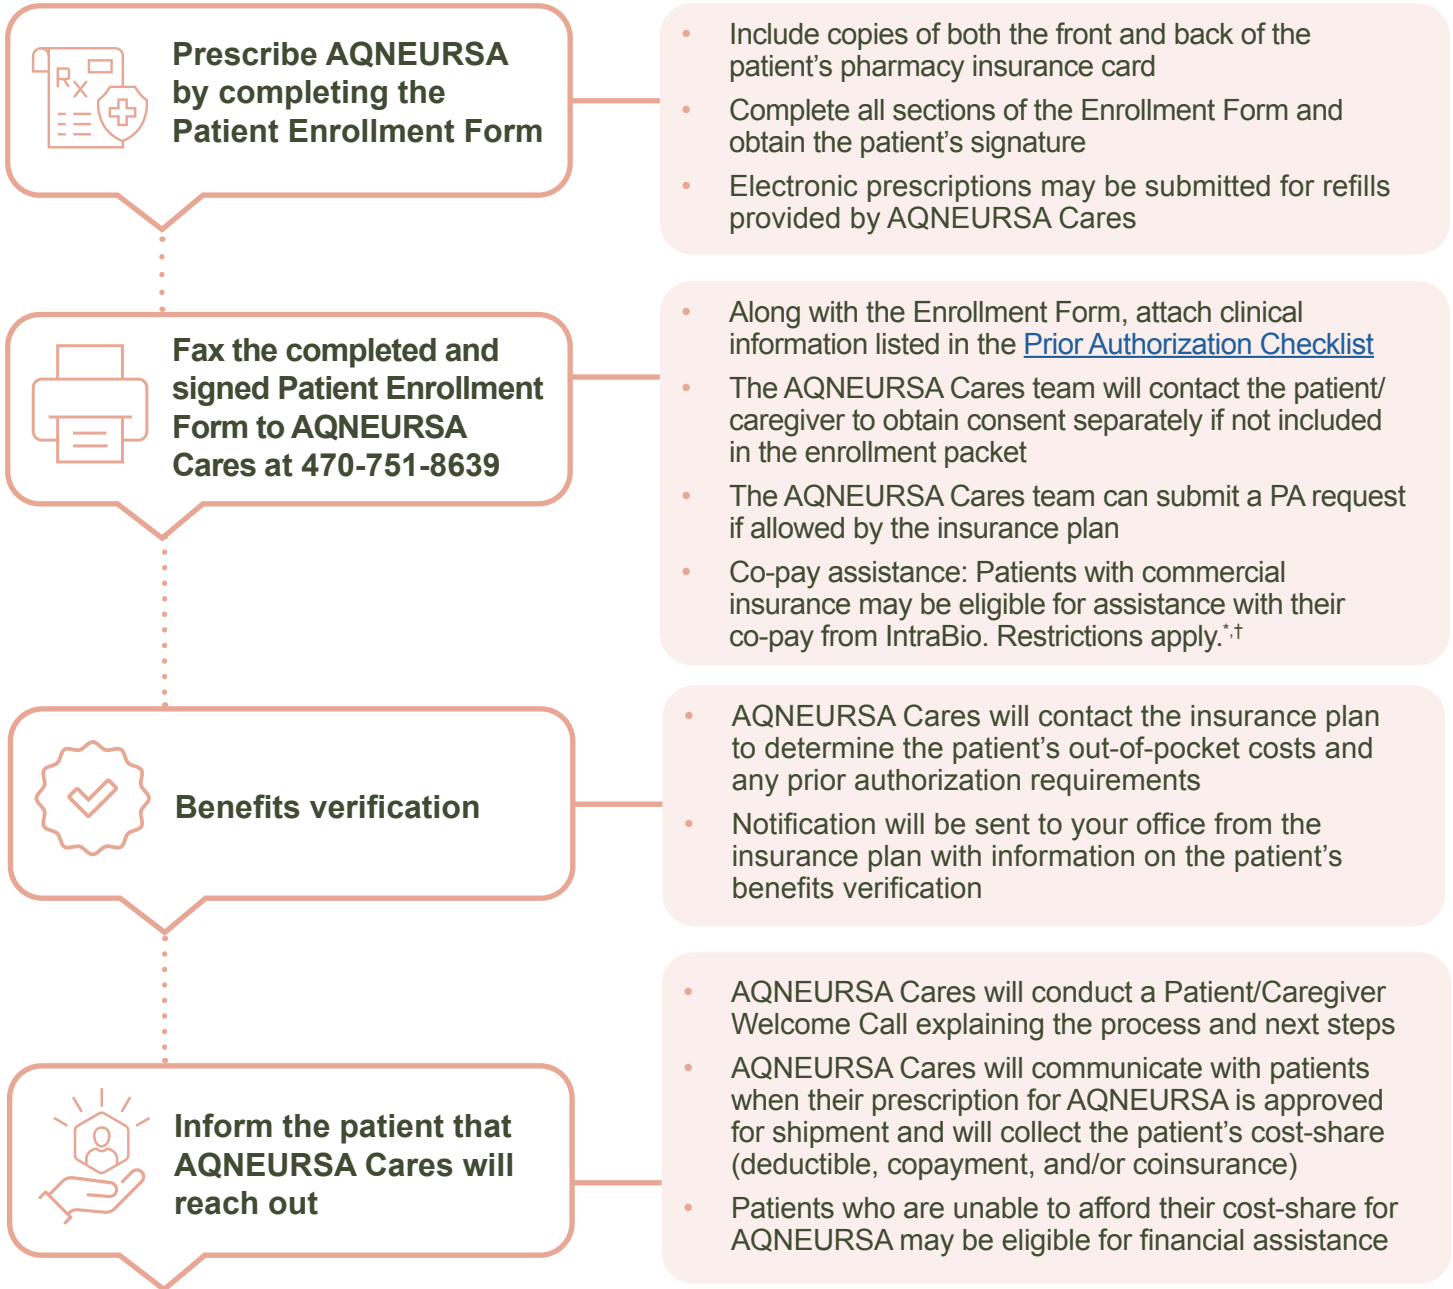 Prescribe AQNEURSA
by completing the
Patient Enrollment Form
RX
• Include copies of both the front and back of the
patient’s pharmacy insurance card
• Complete all sections of the Enrollment Form and
obtain the patient’s signature
• Electronic prescriptions may be submitted for refills
provided by AQNEURSA Cares
Fax the completed and
signed Patient Enrollment
Form to AQNEURSA
Cares at 470-751-8639
• Along with the Enrollment Form, attach clinical
information listed in the Prior Authorization Checklist
• The AQNEURSA Cares team will contact the patient/
caregiver to obtain consent separately if not included
in the enrollment packet
• The AQNEURSA Cares team can submit a PA request
if allowed by the insurance plan
• Co-pay assistance: Patients with commercial
insurance may be eligible for assistance with their
co-pay from IntraBio. Restrictions apply.*,†
Benefits verification
• AQNEURSA Cares will contact the insurance plan
to determine the patient’s out-of-pocket costs and
any prior authorization requirements
• Notification will be sent to your office from the
insurance plan with information on the patient’s
benefits verification
Inform the patient that
AQNEURSA Cares will
reach out
• AQNEURSA Cares will conduct a Patient/Caregiver
Welcome Call explaining the process and next steps
• AQNEURSA Cares will communicate with patients
when their prescription for AQNEURSA is approved
for shipment and will collect the patient’s cost-share
(deductible, copayment, and/or coinsurance)
• Patients who are unable to afford their cost-share for
AQNEURSA may be eligible for financial assistance